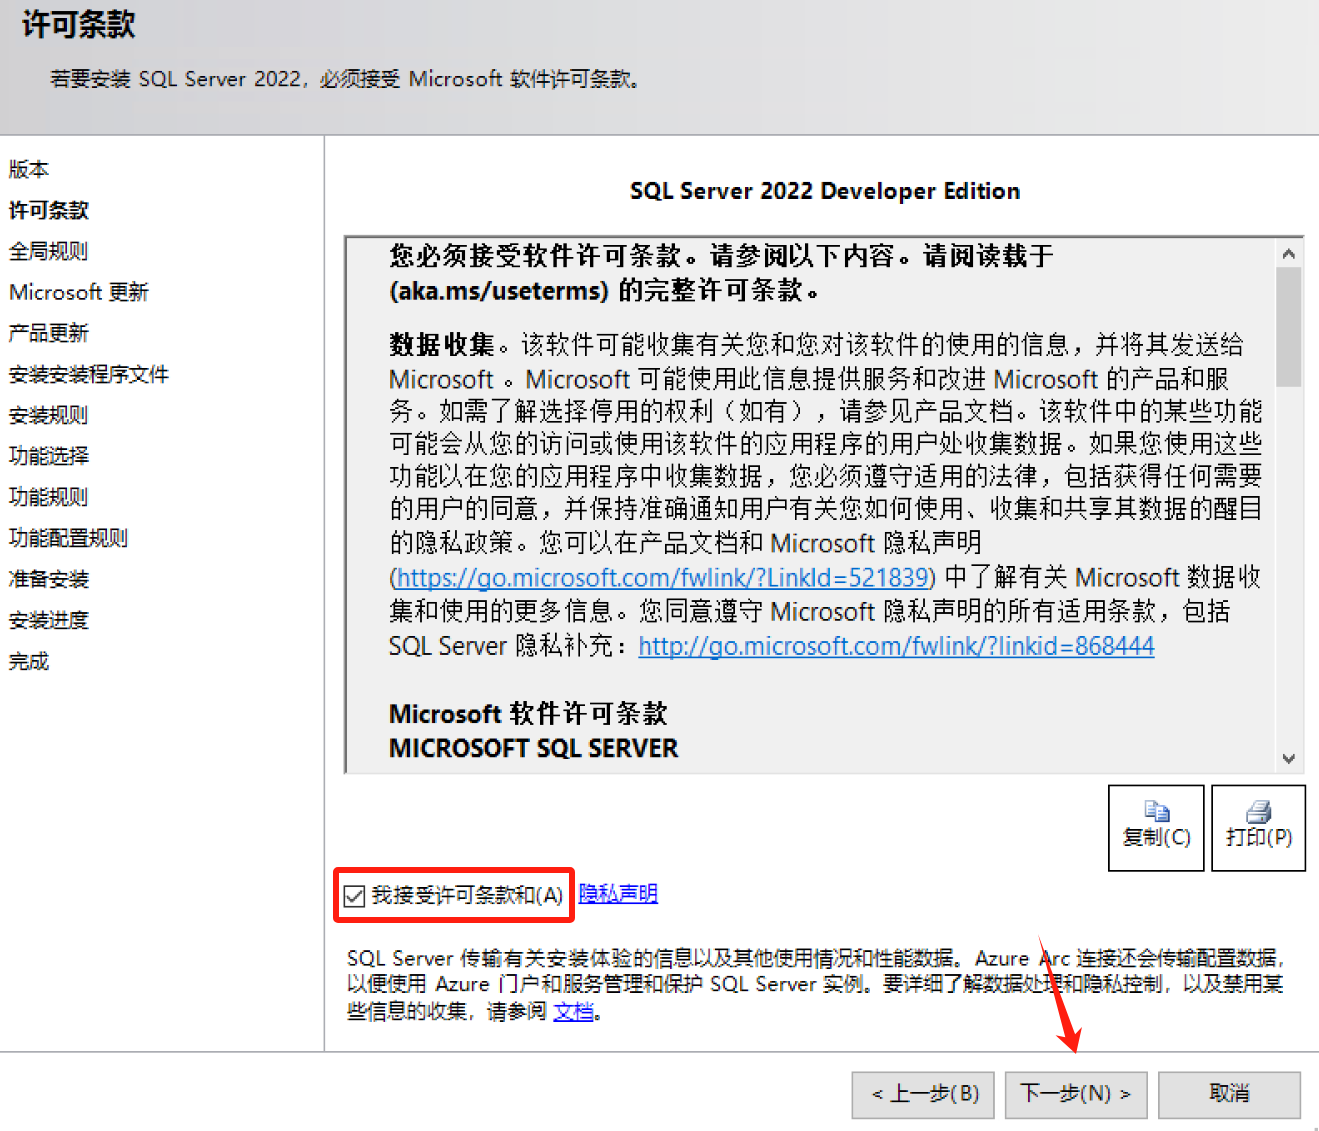 许可条款
若要安装 SQL Server 2022，必须接受 Microsoft 软件许可条款。
版本
许可条款
全局规则
Microsoft 更新
产品更新
安装安装程序文件
安装规则
功能选择
功能规则
功能配置规则
准备安装
安装进度
完成
SQL Server 2022 Developer Edition
您必须接受软件许可条款。请参阅以下内容。请阅读载于
(aka.ms/useterms) 的完整许可条款。
数据收集。该软件可能收集有关您和您对该软件的使用的信息，并将其发送给
Microsoft 。Microsoft 可能使用此信息提供服务和改进 Microsoft 的产品和服
务。如需了解选择停用的权利（如有），请参见产品文档。该软件中的某些功能
可能会从您的访问或使用该软件的应用程序的用户处收集数据。如果您使用这些
功能以在您的应用程序中收集数据，您必须遵守适用的法律，包括获得任何需要
的用户的同意，并保持准确通知用户有关您如何使用、收集和共享其数据的醒目
的隐私政策。您可以在产品文档和 Microsoft 隐私声明
(https://go.microsoft.com/fwlink/?LinkId=521839) 中了解有关 Microsoft 数据收
集和使用的更多信息。您同意遵守 Microsoft 隐私声明的所有适用条款，包括
SQL Server 隐私补充：http://go.microsoft.com/fwlink/?linkid=868444
Microsoft 软件许可条款
MICROSOFT SQL SERVER
复制(C)
打印(P)
我接受许可条款和(A) 隐私声明
SQL Server 传输有关安装体验的信息以及其他使用情况和性能数据。Azure Arc 连接还会传输配置数据，
以便使用 Azure 门户和服务管理和保护 SQL Server 实例。要详细了解数据处理和隐私控制，以及禁用某
些信息的收集，请参阅 文档。
< 上一步(B)
下一步(N) >
取消